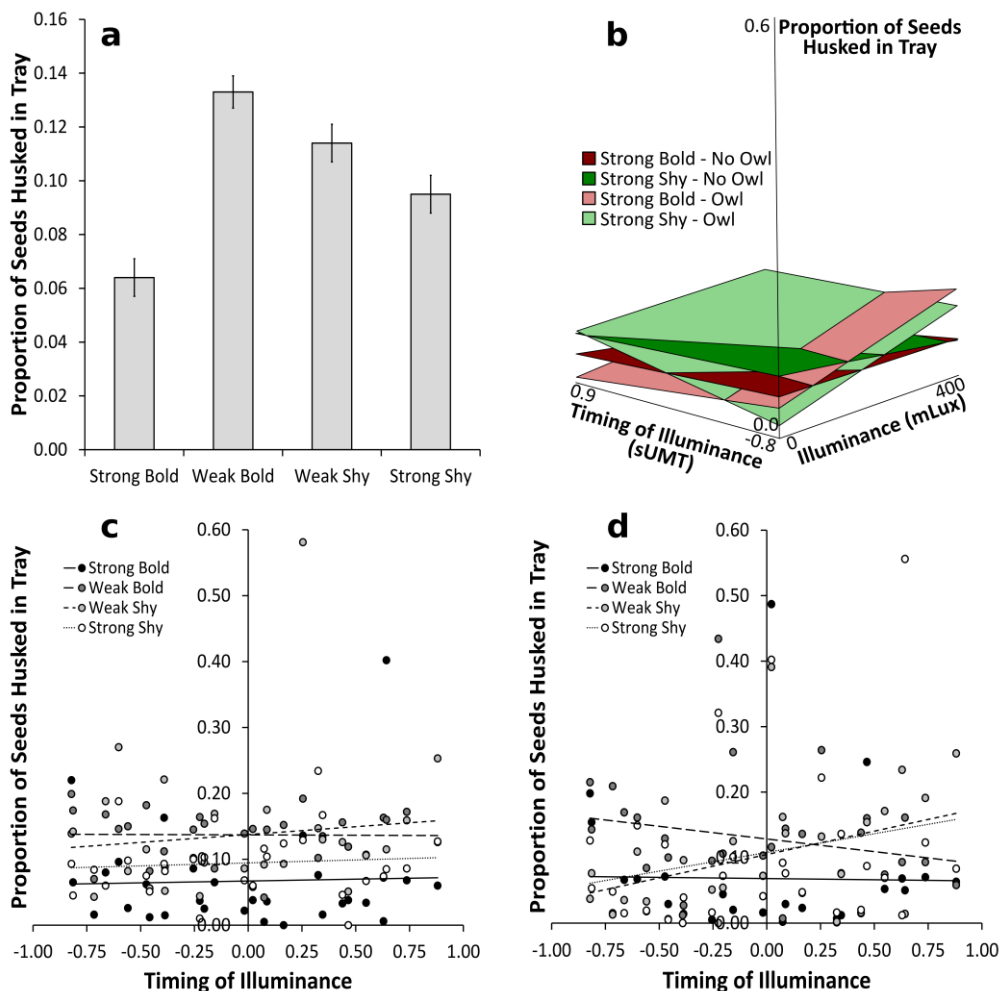 a
Proportion of Seeds Husked in Tray
0.16
0.14
0.12
0.10
0.08
0.06
0.04
0.02
0.00
Strong Bold
Weak Bold
Weak Shy
Strong Shy
b
0.6
Proportion of Seeds
Husked in Tray
Strong Bold - No Owl
Strong Shy - No Owl
Strong Bold - Owl
Strong Shy - Owl
0.9
Timing of Illuminance
(sUMT)
0.0
-0.8
0
400
Illuminance (mLux)
c
Proportion of Seeds Husked in Tray
Strong Bold
Weak Bold
Weak Shy
Strong Shy
0.60
0.50
0.40
0.30
0.20
0.10
0.00
-1.00
-0.75
-0.50
-0.25
0.00
0.25
0.50
0.75
1.00
Timing of Illuminance
d
Proportion of Seeds Husked in Tray
Strong Bold
Weak Bold
Weak Shy
Strong Shy
0.60
0.50
0.40
0.30
0.20
0.10
0.00
-1.00
-0.75
-0.50
-0.25
0.00
0.25
0.50
0.75
1.00
Timing of Illuminance